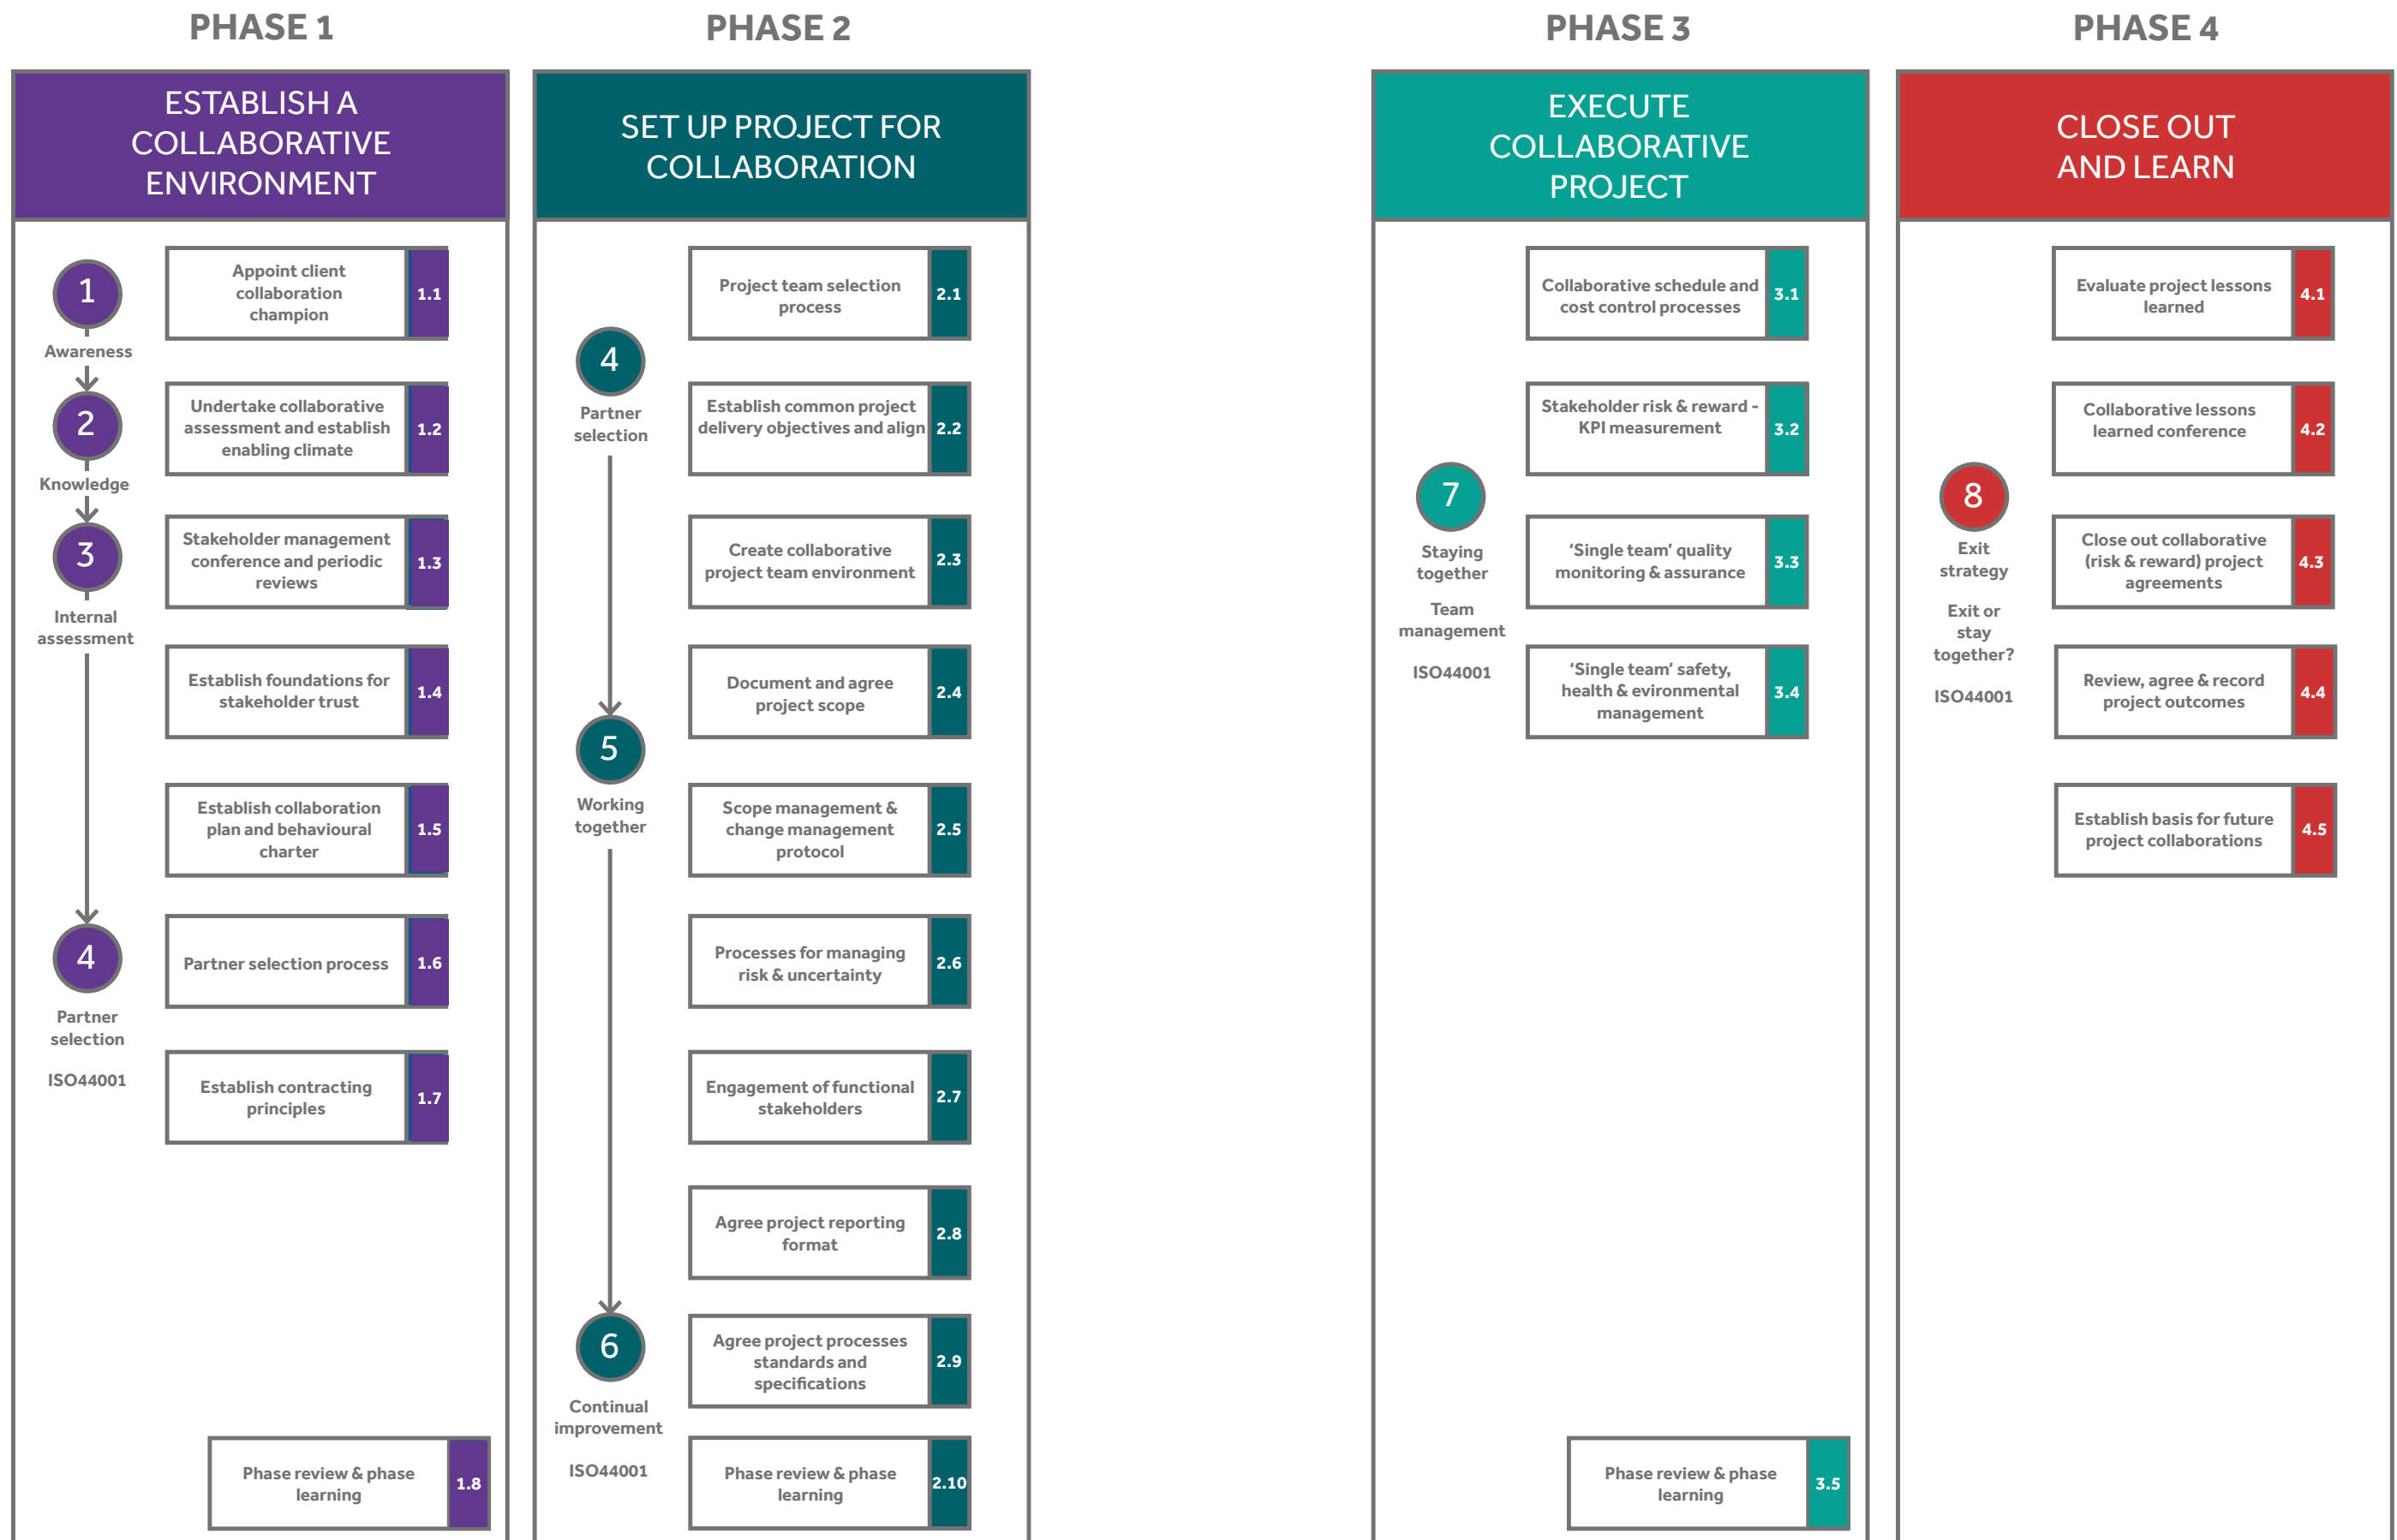 PHASE 1
ESTABLISH A
COLLABORATIVE
ENVIRONMENT
1
Awareness
2
Knowledge
3
Internal
assessment
4
Partner
selection
ISO44001
Appoint client
collaboration
champion
1.1
Undertake collaborative
assessment and establish
enabling climate
1.2
Stakeholder management
conference and periodic
reviews
1.3
Establish foundations for
stakeholder trust
1.4
Establish collaboration
plan and behavioural
charter
1.5
Partner selection process
1.6
Establish contracting
principles
1.7
Phase review & phase
learning
1.8
PHASE 2
SET UP PROJECT FOR
COLLABORATION
4
Partner
selection
5
Working
together
6
Continual
improvement
ISO44001
Project team selection
process
2.1
Establish common project
delivery objectives and align
2.2
Create collaborative
project team environment
2.3
Document and agree
project scope
2.4
Scope management &
change management
protocol
2.5
Processes for managing
risk & uncertainty
2.6
Engagement of functional
stakeholders
2.7
Agree project reporting
format
2.8
Agree project processes
standards and
specifications
2.9
Phase review & phase
learning
2.10
PHASE 3
EXECUTE
COLLABORATIVE
PROJECT
7
Staying
together
Team
management
ISO44001
Collaborative schedule and
cost control processes
3.1
Stakeholder risk & reward -
KPI measurement
3.2
‘Single team’ quality
monitoring & assurance
3.3
‘Single team’ safety,
health & evironmental
management
3.4
Phase review & phase
learning
3.5
PHASE 4
CLOSE OUT
AND LEARN
8
Exit
strategy
Exit or
stay
together?
ISO44001
Evaluate project lessons
learned
4.1
Collaborative lessons
learned conference
4.2
Close out collaborative
(risk & reward) project
agreements
4.3
Review, agree & record
project outcomes
4.4
Establish basis for future
project collaborations
4.5